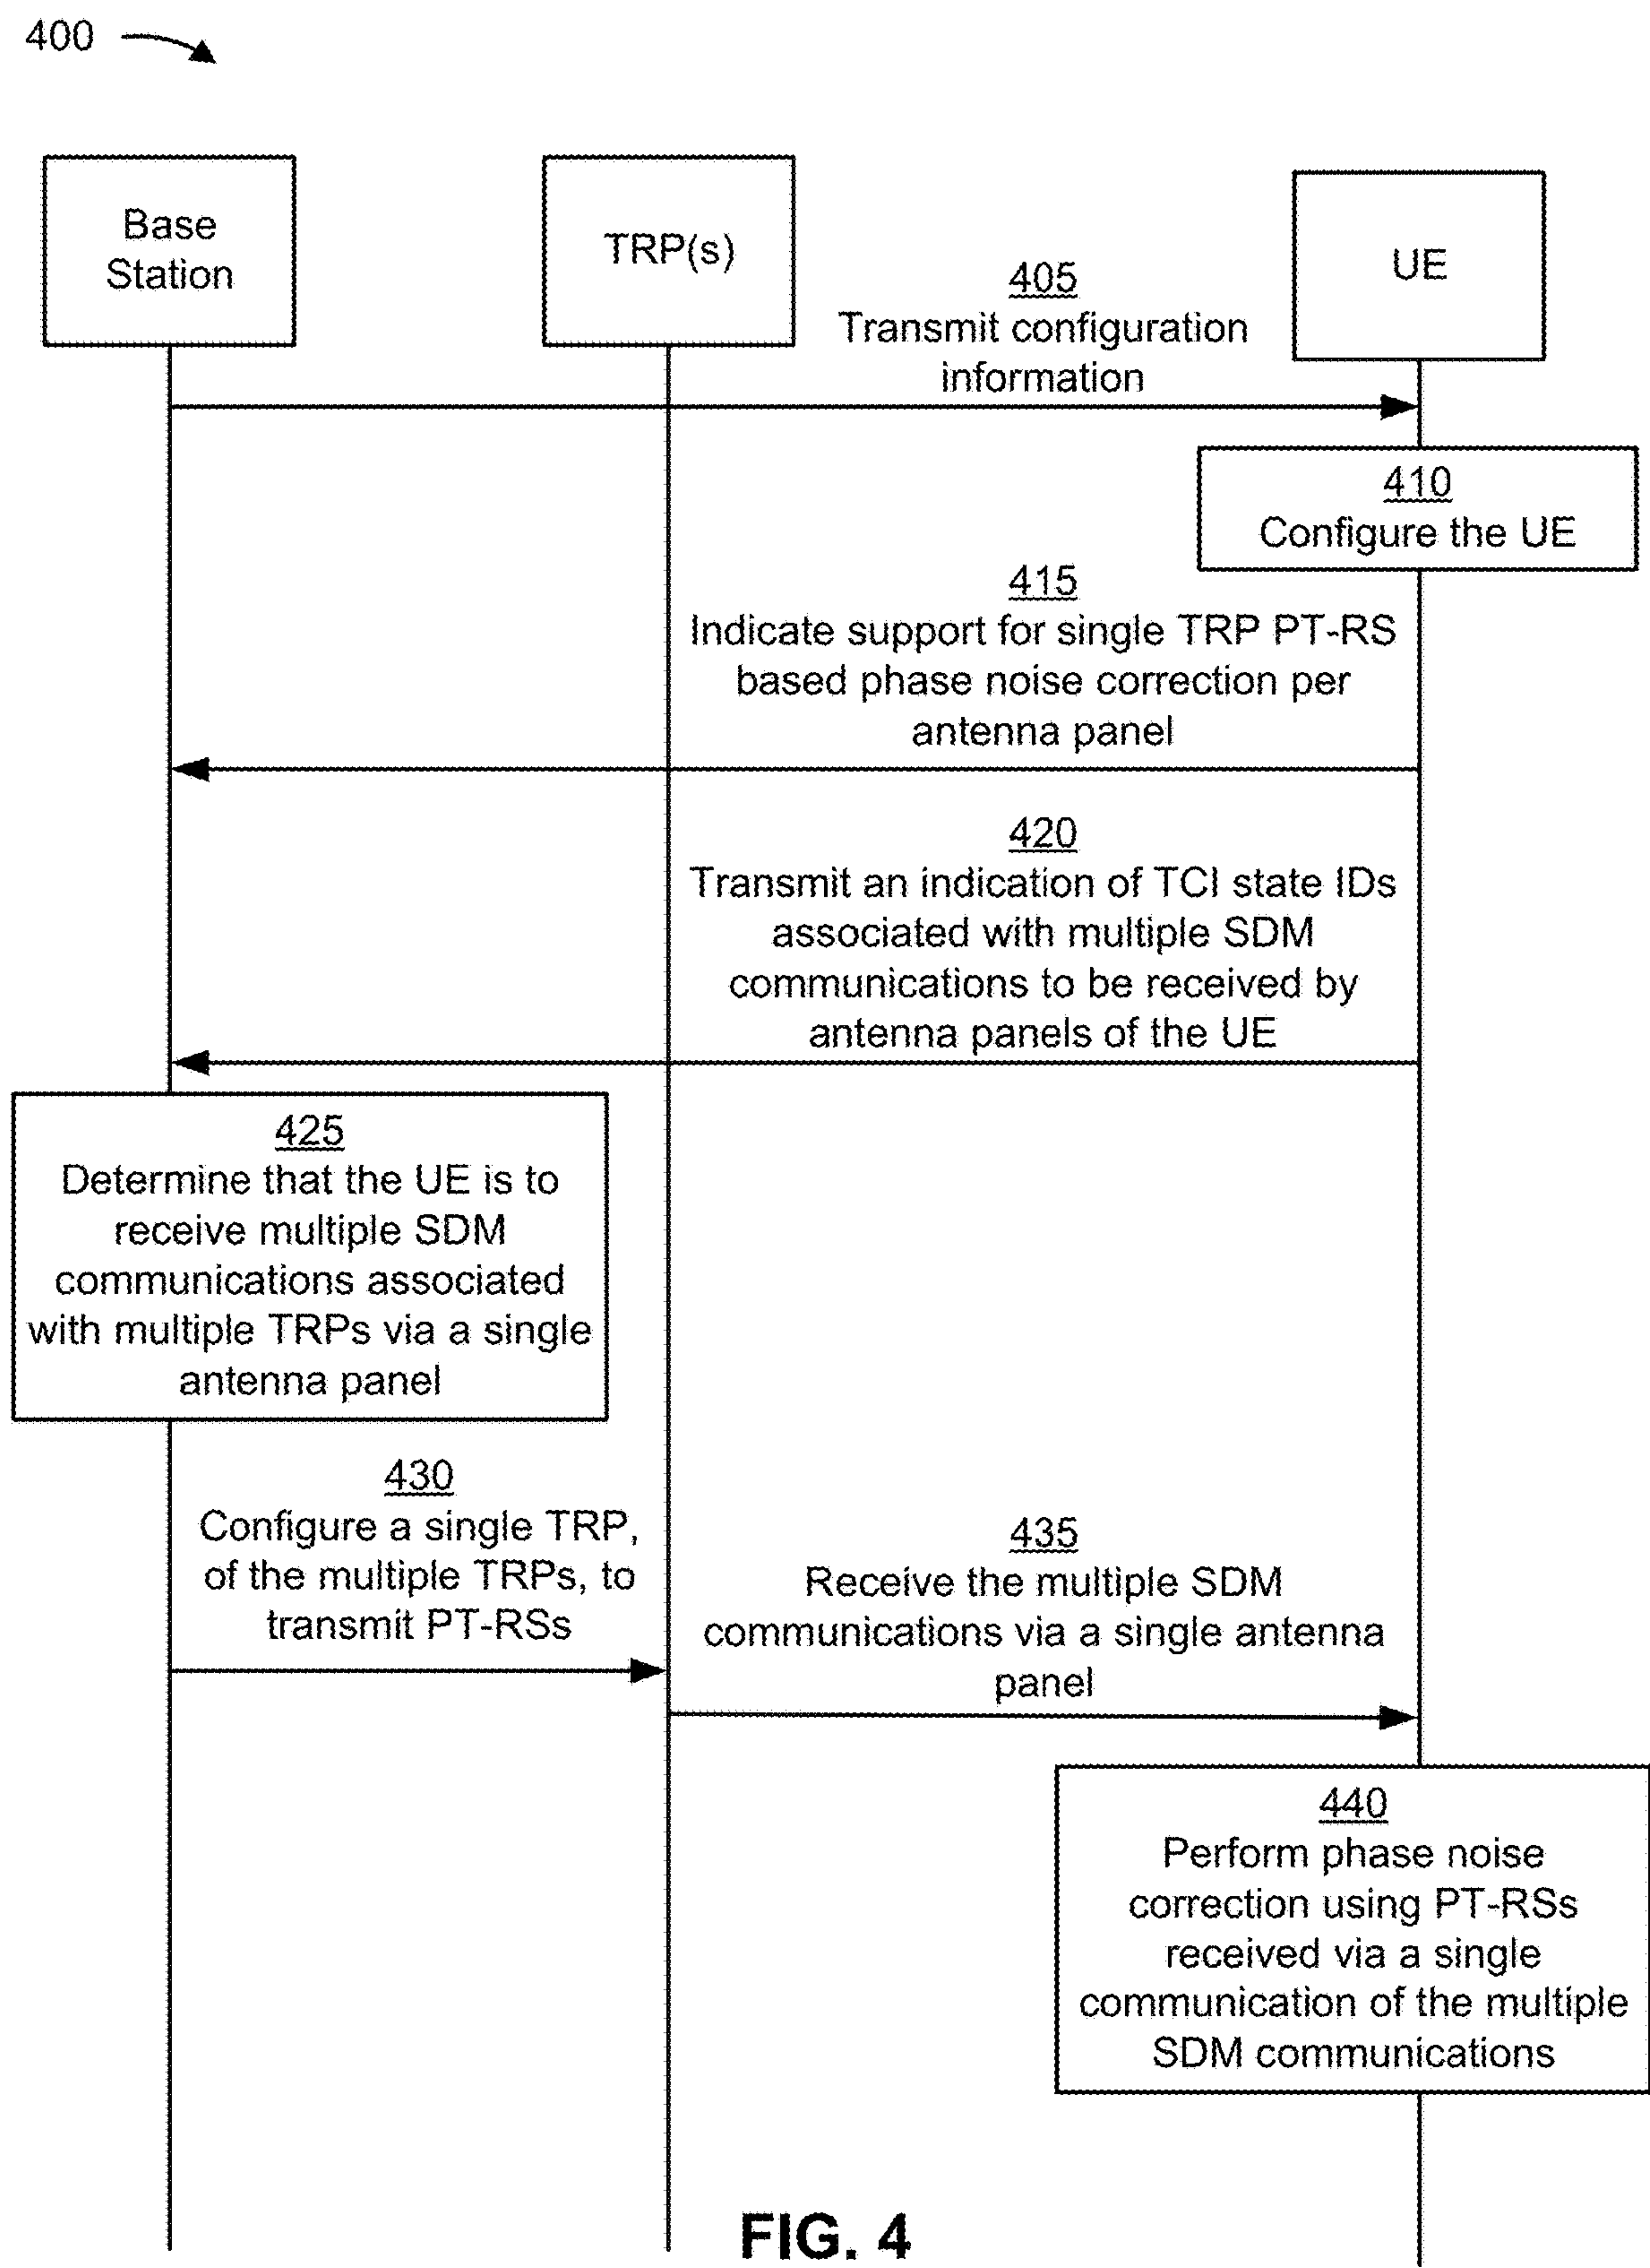 400
Base
Station
TRP(s)
UE
405
Transmit configuration
information
410
Configure the UE
415
Indicate support for single TRP PT-RS
based phase noise correction per
antenna panel
420
Transmit an indication of TCI state IDs
associated with multiple SDM
communications to be received by
antenna panels of the UE
425
Determine that the UE is to
receive multiple SDM
communications associated
with multiple TRPs via a single
antenna panel
430
Configure a single TRP,
of the multiple TRPs, to
transmit PT-RSs
435
Receive the multiple SDM
communications via a single antenna
panel
440
Perform phase noise
correction using PT-RSs
received via a single
communication of the multiple
SDM communications
FIG. 4